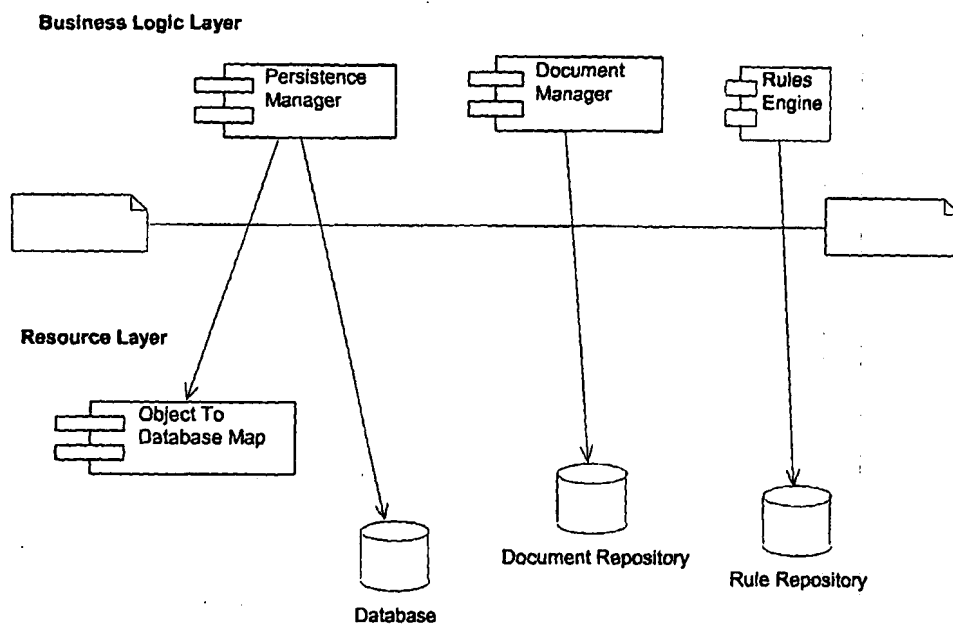 Business Logic Layer
Persistence
Manager
Document
Manager
Rules
Engine
Resource Layer
Object To
Database Map
Document Repository
Rule Repository
Database